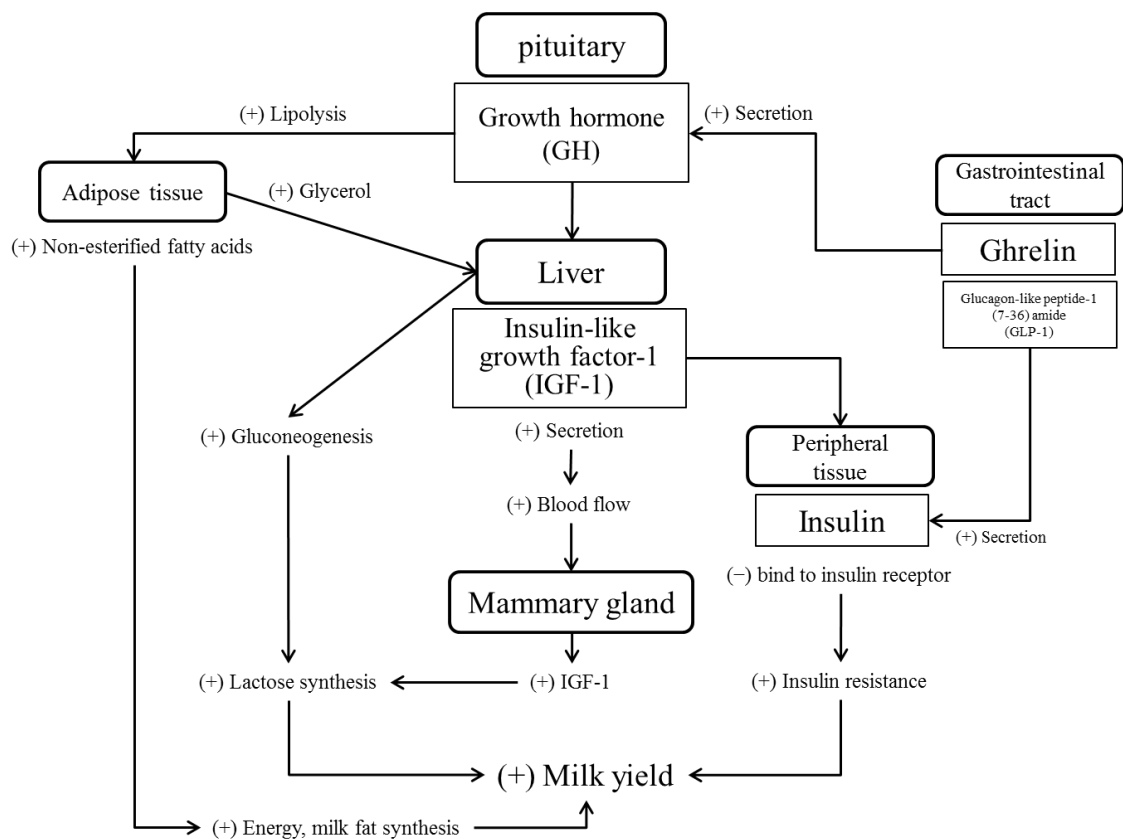 pituitary
(+) Lipolysis
Growth hormone
(GH)
(+) Secretion
Adipose tissue
(+) Glycerol
Gastrointestinal
tract
(+) Non-esterified fatty acids
Ghrelin
Liver
Glucagon-like peptide-1
(7-36) amide
(GLP-1)
Insulin-like
growth factor-1
(IGF-1)
(+) Gluconeogenesis
(+) Secretion
Peripheral
tissue
(+) Blood flow
Insulin
(+) Secretion
(−) bind to insulin receptor
Mammary gland
(+) Lactose synthesis
(+) IGF-1
(+) Insulin resistance
(+) Milk yield
(+) Energy, milk fat synthesis